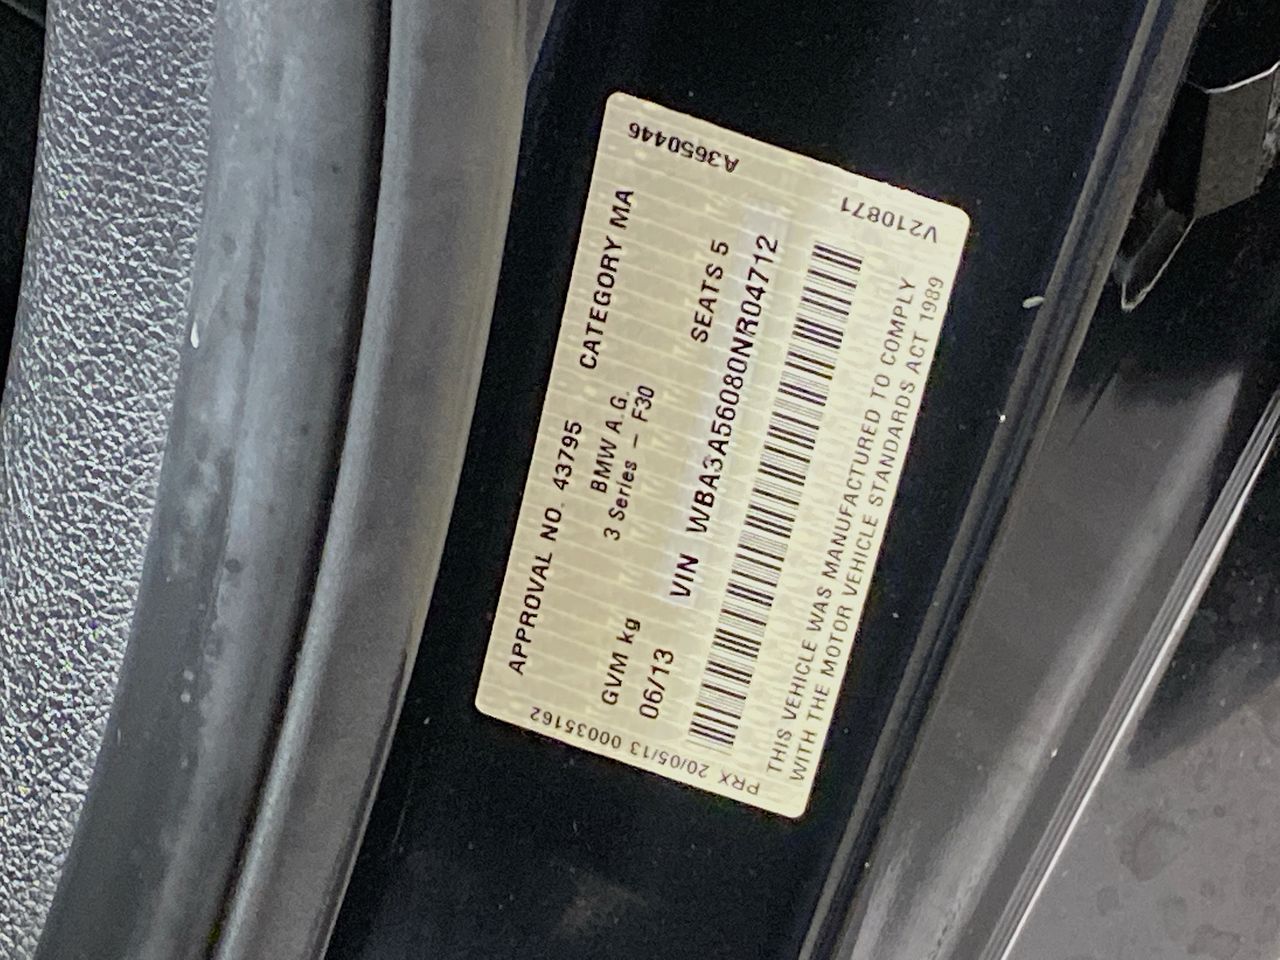 APPROVAL NO. 43795 CATEGORY MA
BMW A.G.
3 Series - F30
GVM kg SEATS 5
06/13 VIN WBA3A56080NR04712
THIS VEHICLE WAS MANUFACTURED TO COMPLY
WITH THE MOTOR VEHICLE STANDARDS ACT 1989
PRX 20/05/13 00035162
A3650446
V210871